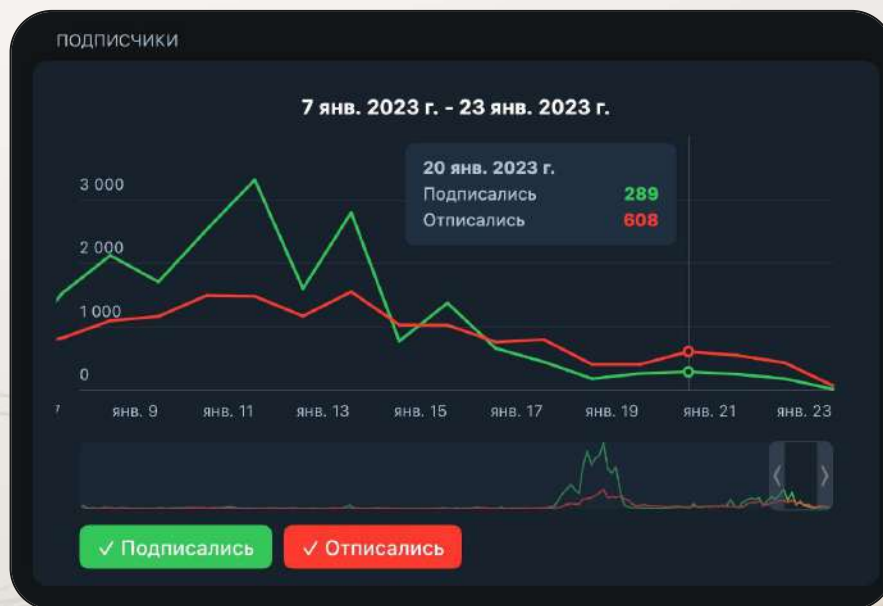 ПОДПИСЧИКИ
7 янв. 2023 г. - 23 янв. 2023 г.
20 янв. 2023 г.
Подписались 289
Отписались 608
3 000
2 000
1 000
0
7 янв. 9 янв. 11 янв. 13 янв. 15 янв. 17 янв. 19 янв. 21 янв. 23
✓ Подписались ✓ Отписались